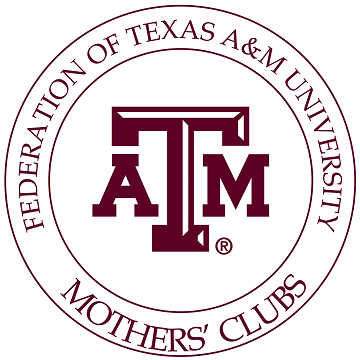 FEDERATION OF TEXAS A&M UNIVERSITY
ATM®
MOTHERS' CLUBS